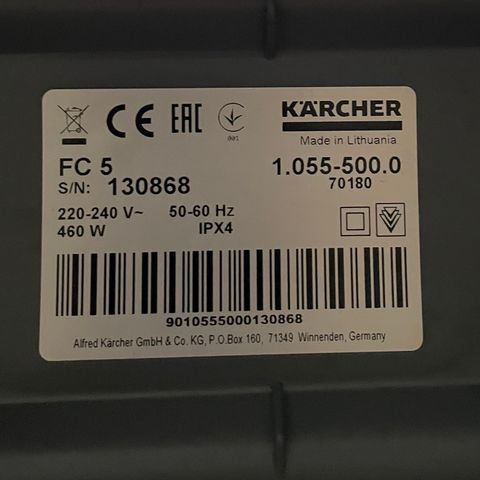 CE EAC 001 KÄRCHER
Made in Lithuania
FC 5 1.055-500.0
S/N: 130868 70180
220-240 V~ 50-60 Hz
460 W IPX4
9010555000130868
Alfred Kärcher GmbH & Co. KG, P.O.Box 160, 71349 Winnenden, Germany